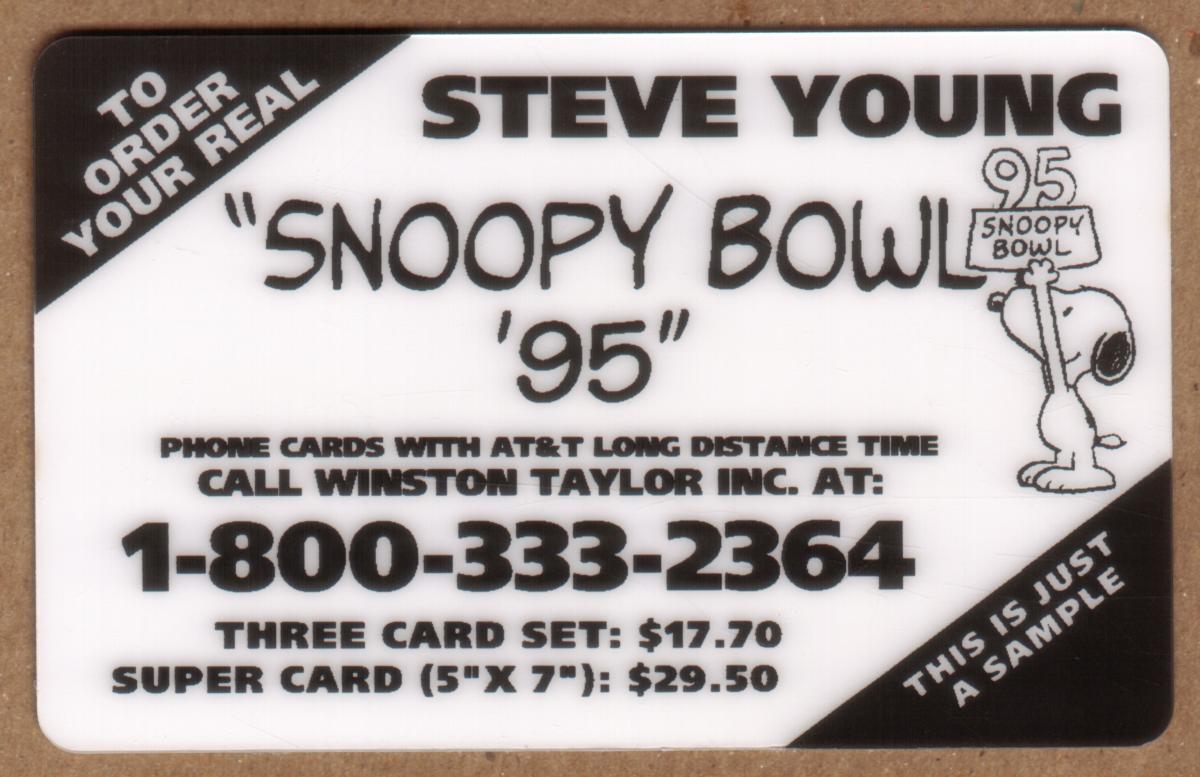 TO
ORDER
YOUR REAL
STEVE YOUNG
"SNOOPY BOWL
'95"
95
SNOOPY
BOWL
PHONE CARDS WITH AT&T LONG DISTANCE TIME
CALL WINSTON TAYLOR INC. AT:
1-800-333-2364
THREE CARD SET: $17.70
SUPER CARD (5"X 7"): $29.50
THIS IS JUST
A SAMPLE